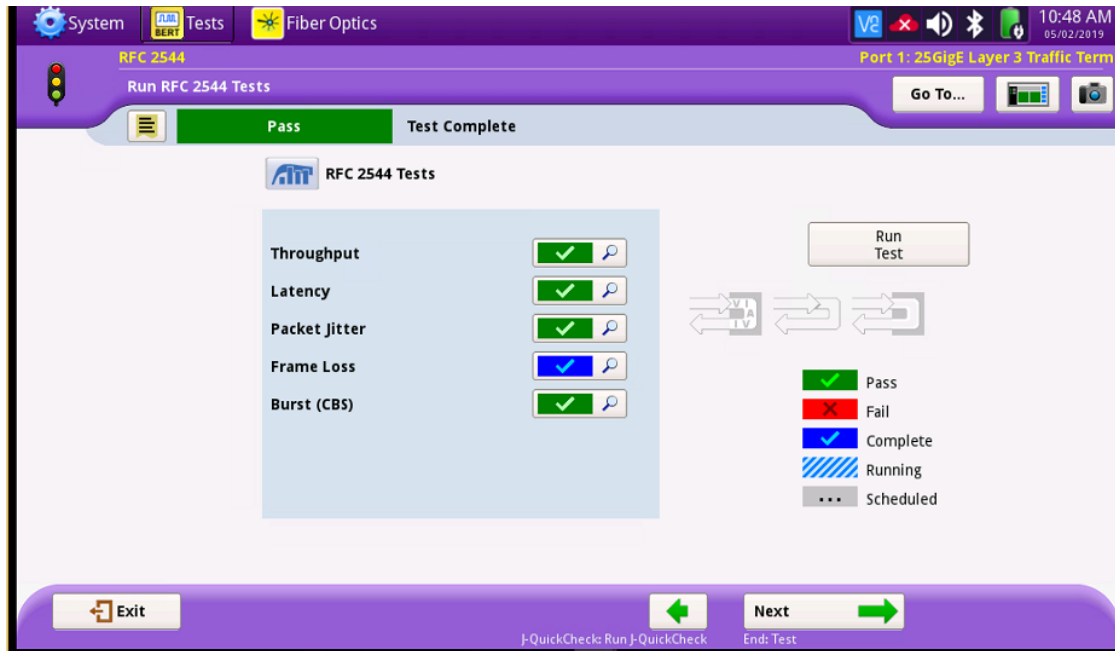 System
BERT
Tests
Fiber Optics
V2
10:48 AM
05/02/2019
RFC 2544
Port 1: 25GigE Layer 3 Traffic Term
Run RFC 2544 Tests
Go To...
Pass
Test Complete
RFC 2544 Tests
Throughput
Run
Test
Latency
VI
AV
Packet Jitter
Frame Loss
Burst (CBS)
Pass
Fail
Complete
Running
... Scheduled
Exit
Next
J-QuickCheck: Run J-QuickCheck
End: Test